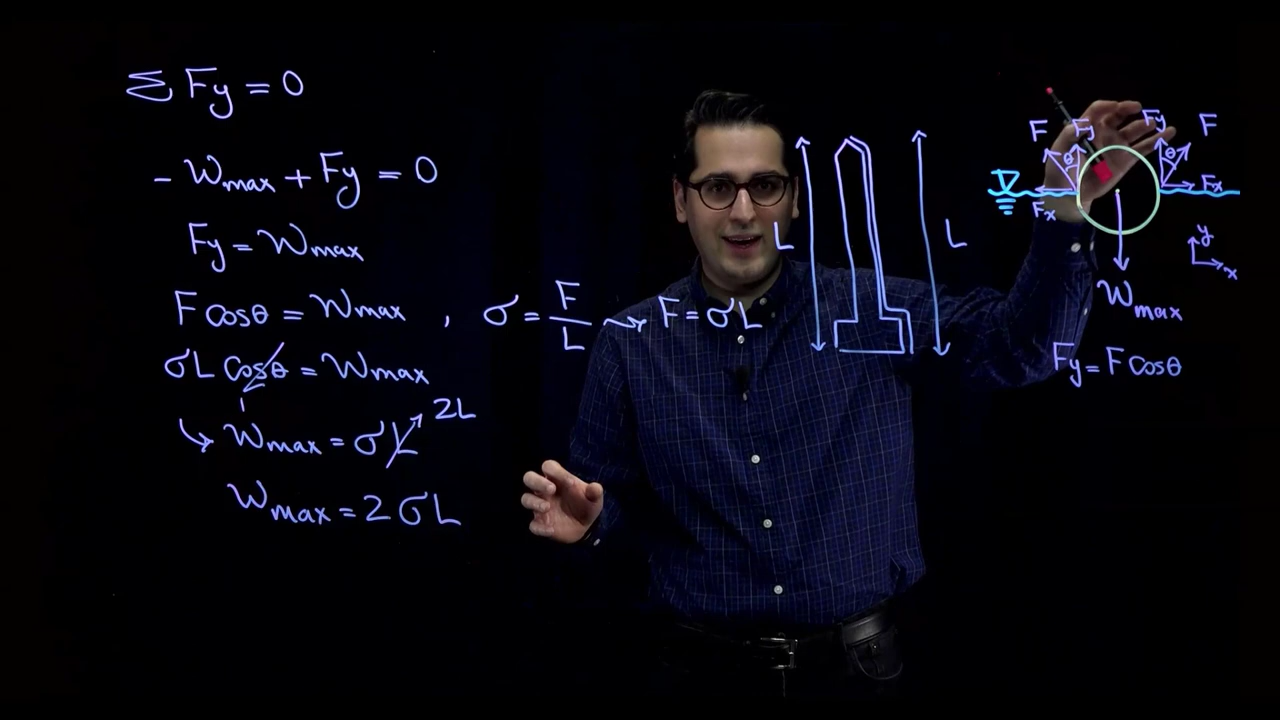 ΣFy = 0
- Wmax + Fy = 0
Fy = Wmax
F Cosθ = Wmax , σ = F/L ⇝ F = σL
σL Cosθ = Wmax
1
↳ Wmax = σL ↗ 2L
Wmax = 2σL
L
L
F Fy
θ
Fx
Fy F
θ
Fx
y
x
Wmax
Fy = F Cosθ